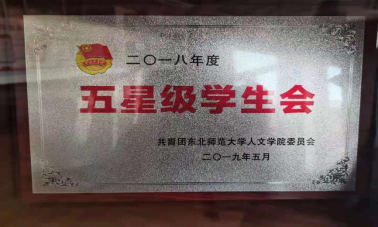 二〇一八年度
五星级学生会
共青团东北师范大学人文学院委员会
二〇一九年五月